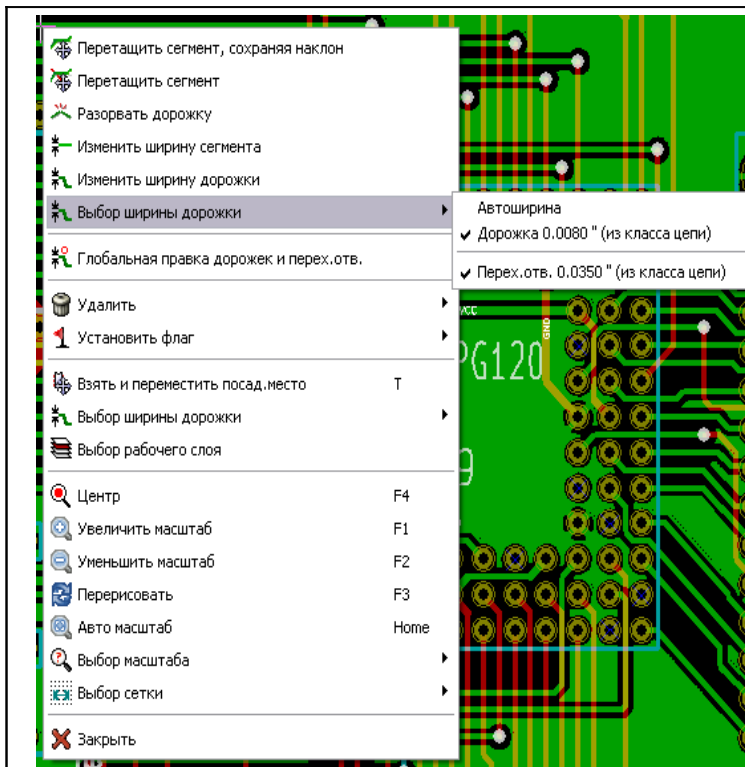 Перетащить сегмент, сохраняя наклон
Перетащить сегмент
Разорвать дорожку
Изменить ширину сегмента
Изменить ширину дорожки
Выбор ширины дорожки
Автоширина
Дорожка 0.0080 " (из класса цепи)
Перех.отв. 0.0350 " (из класса цепи)
Глобальная правка дорожек и перех.отв.
Удалить
Установить флаг
Взять и переместить посад.место T
Выбор ширины дорожки
Выбор рабочего слоя
Центр F4
Увеличить масштаб F1
Уменьшить масштаб F2
Перерисовать F3
Авто масштаб Home
Выбор масштаба
Выбор сетки
Закрыть
VCC
GND
PG120
9